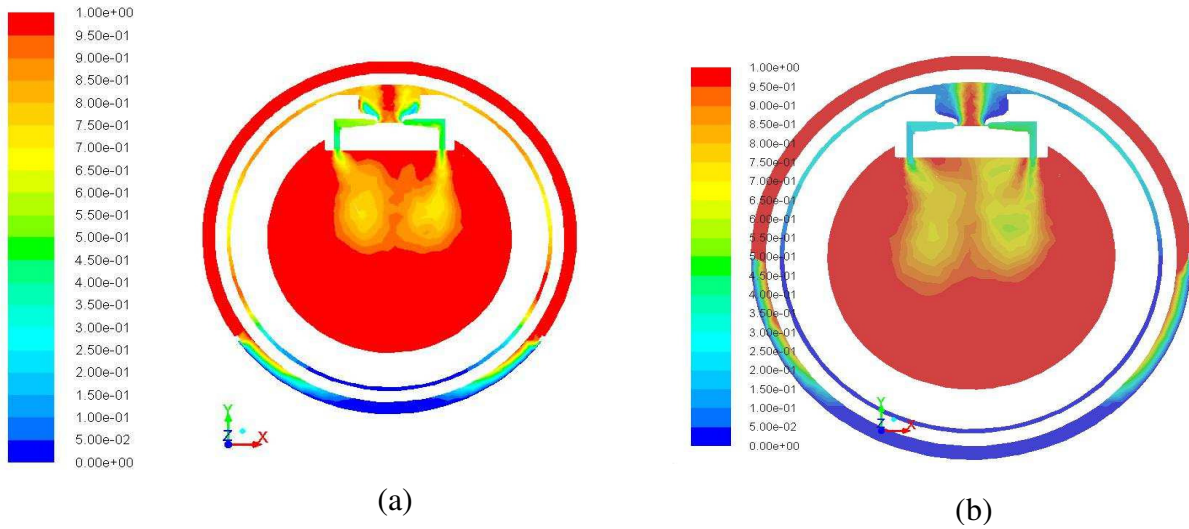 1.00e+00
9.50e-01
9.00e-01
8.50e-01
8.00e-01
7.50e-01
7.00e-01
6.50e-01
6.00e-01
5.50e-01
5.00e-01
4.50e-01
4.00e-01
3.50e-01
3.00e-01
2.50e-01
2.00e-01
1.50e-01
1.00e-01
5.00e-02
0.00e+00
Y
Z X
(a)
1.00e+00
9.50e-01
9.00e-01
8.50e-01
8.00e-01
7.50e-01
7.00e-01
6.50e-01
6.00e-01
5.50e-01
5.00e-01
4.50e-01
4.00e-01
3.50e-01
3.00e-01
2.50e-01
2.00e-01
1.50e-01
1.00e-01
5.00e-02
0.00e+00
Y
Z X
(b)